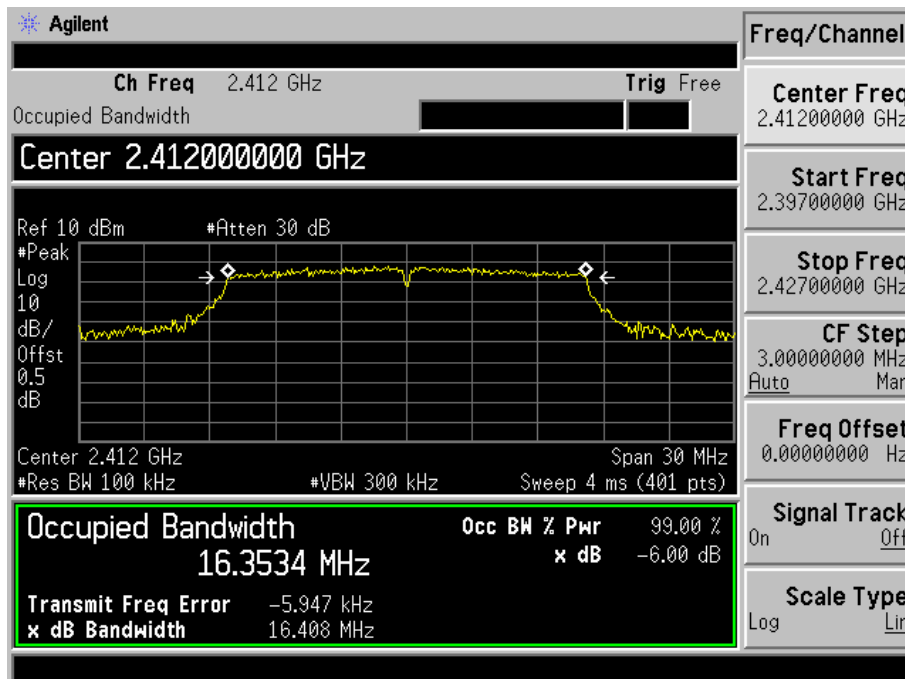 Agilent
Freq/Channel
Ch Freq 2.412 GHz Trig Free
Occupied Bandwidth
Center 2.412000000 GHz
Ref 10 dBm #Atten 30 dB
#Peak
Log
10
dB/
Offst
0.5
dB
Center 2.412 GHz Span 30 MHz
#Res BW 100 kHz #VBW 300 kHz Sweep 4 ms (401 pts)
Occupied Bandwidth
16.3534 MHz
Occ BW % Pwr 99.00 %
x dB -6.00 dB
Transmit Freq Error -5.947 kHz
x dB Bandwidth 16.408 MHz
Center Freq
2.41200000 GHz
Start Freq
2.39700000 GHz
Stop Freq
2.42700000 GHz
CF Step
3.00000000 MHz
Auto Man
Freq Offset
0.00000000 Hz
Signal Track
On Off
Scale Type
Log Lin